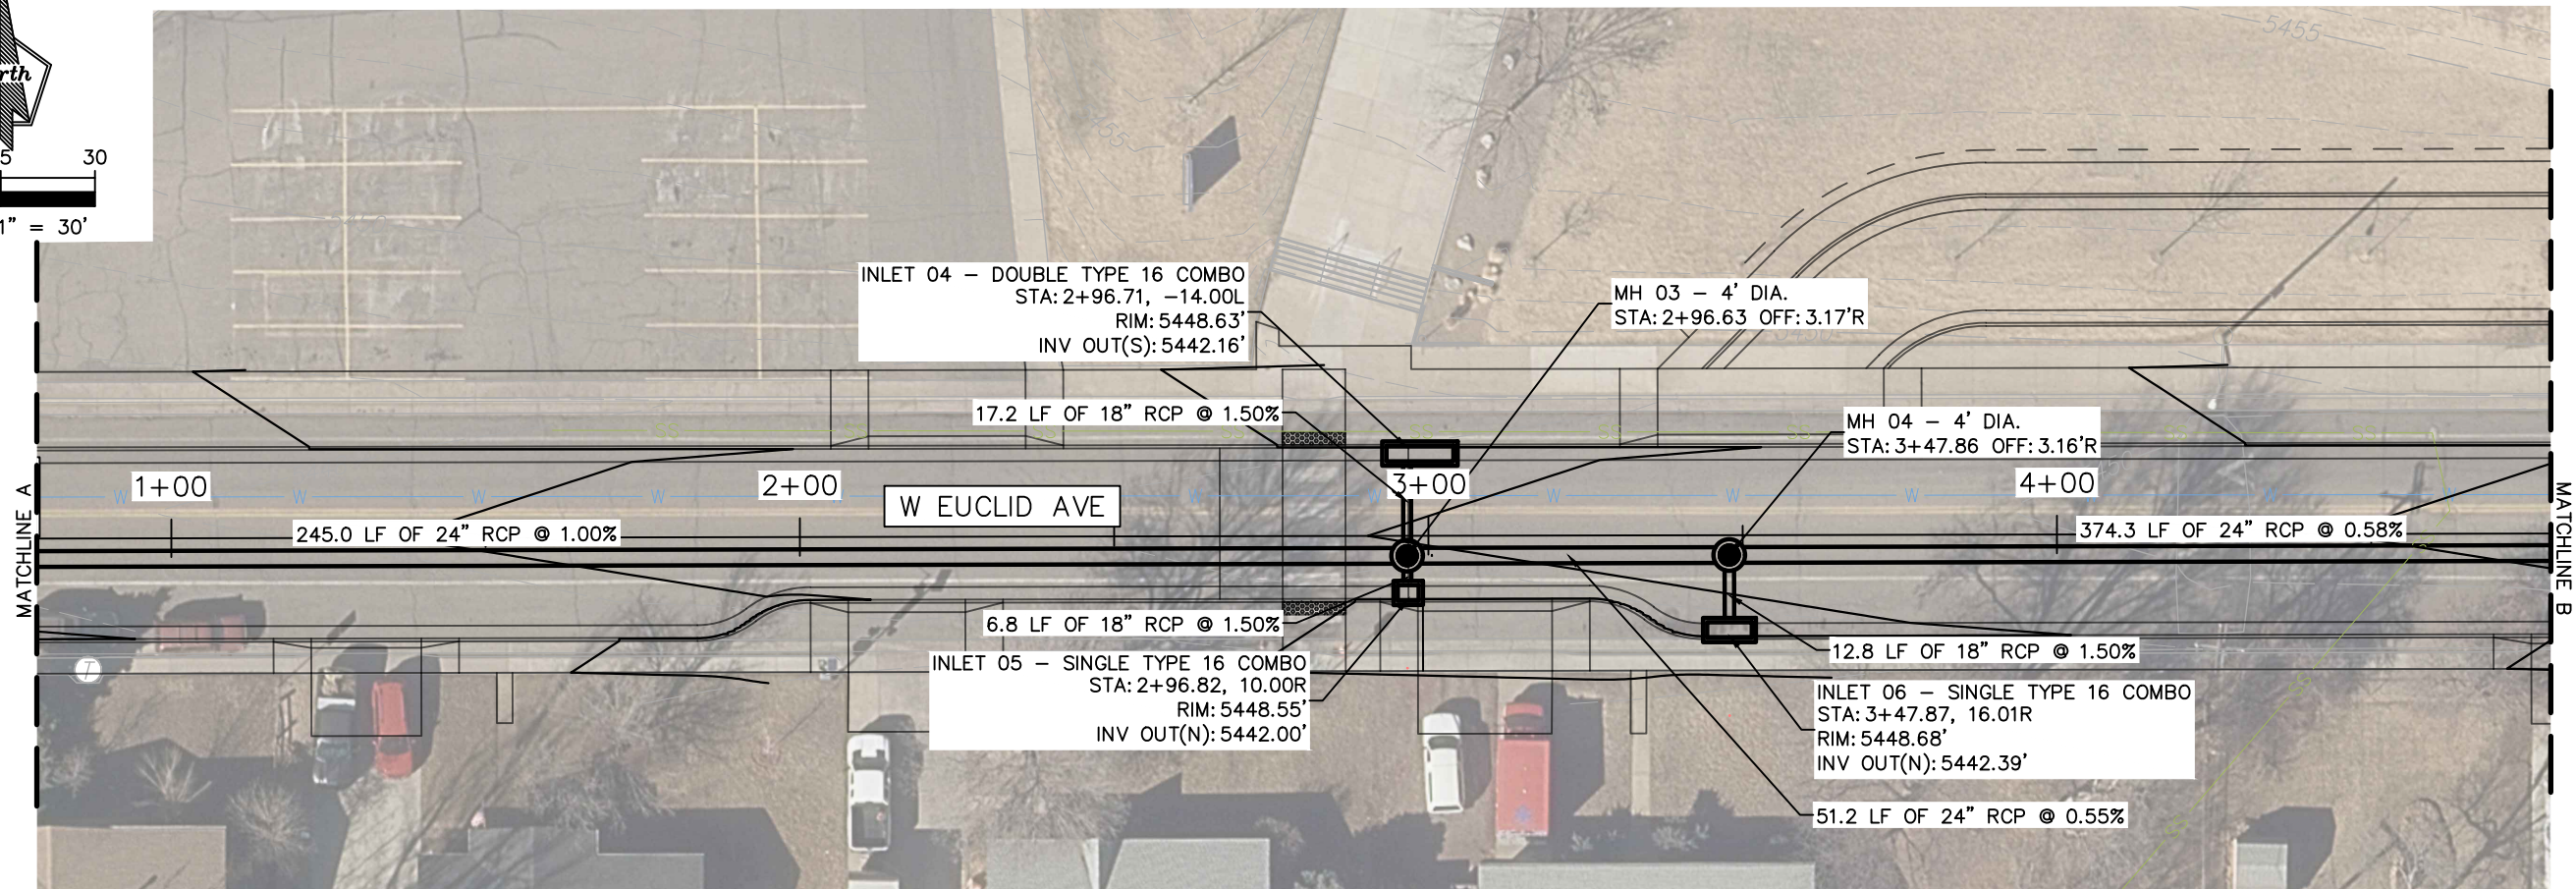 rth
5 30
1" = 30'
5455
INLET 04 – DOUBLE TYPE 16 COMBO
STA: 2+96.71, –14.00L
RIM: 5448.63'
INV OUT(S): 5442.16'
MH 03 – 4' DIA.
STA: 2+96.63 OFF: 3.17'R
17.2 LF OF 18" RCP @ 1.50%
MH 04 – 4' DIA.
STA: 3+47.86 OFF: 3.16'R
SS SS SS SS SS SS SS
1+00
2+00
3+00
4+00
W W W W W W W W W W W
W EUCLID AVE
MATCHLINE A
MATCHLINE B
245.0 LF OF 24" RCP @ 1.00%
374.3 LF OF 24" RCP @ 0.58%
6.8 LF OF 18" RCP @ 1.50%
12.8 LF OF 18" RCP @ 1.50%
T
INLET 05 – SINGLE TYPE 16 COMBO
STA: 2+96.82, 10.00R
RIM: 5448.55'
INV OUT(N): 5442.00'
INLET 06 – SINGLE TYPE 16 COMBO
STA: 3+47.87, 16.01R
RIM: 5448.68'
INV OUT(N): 5442.39'
51.2 LF OF 24" RCP @ 0.55%